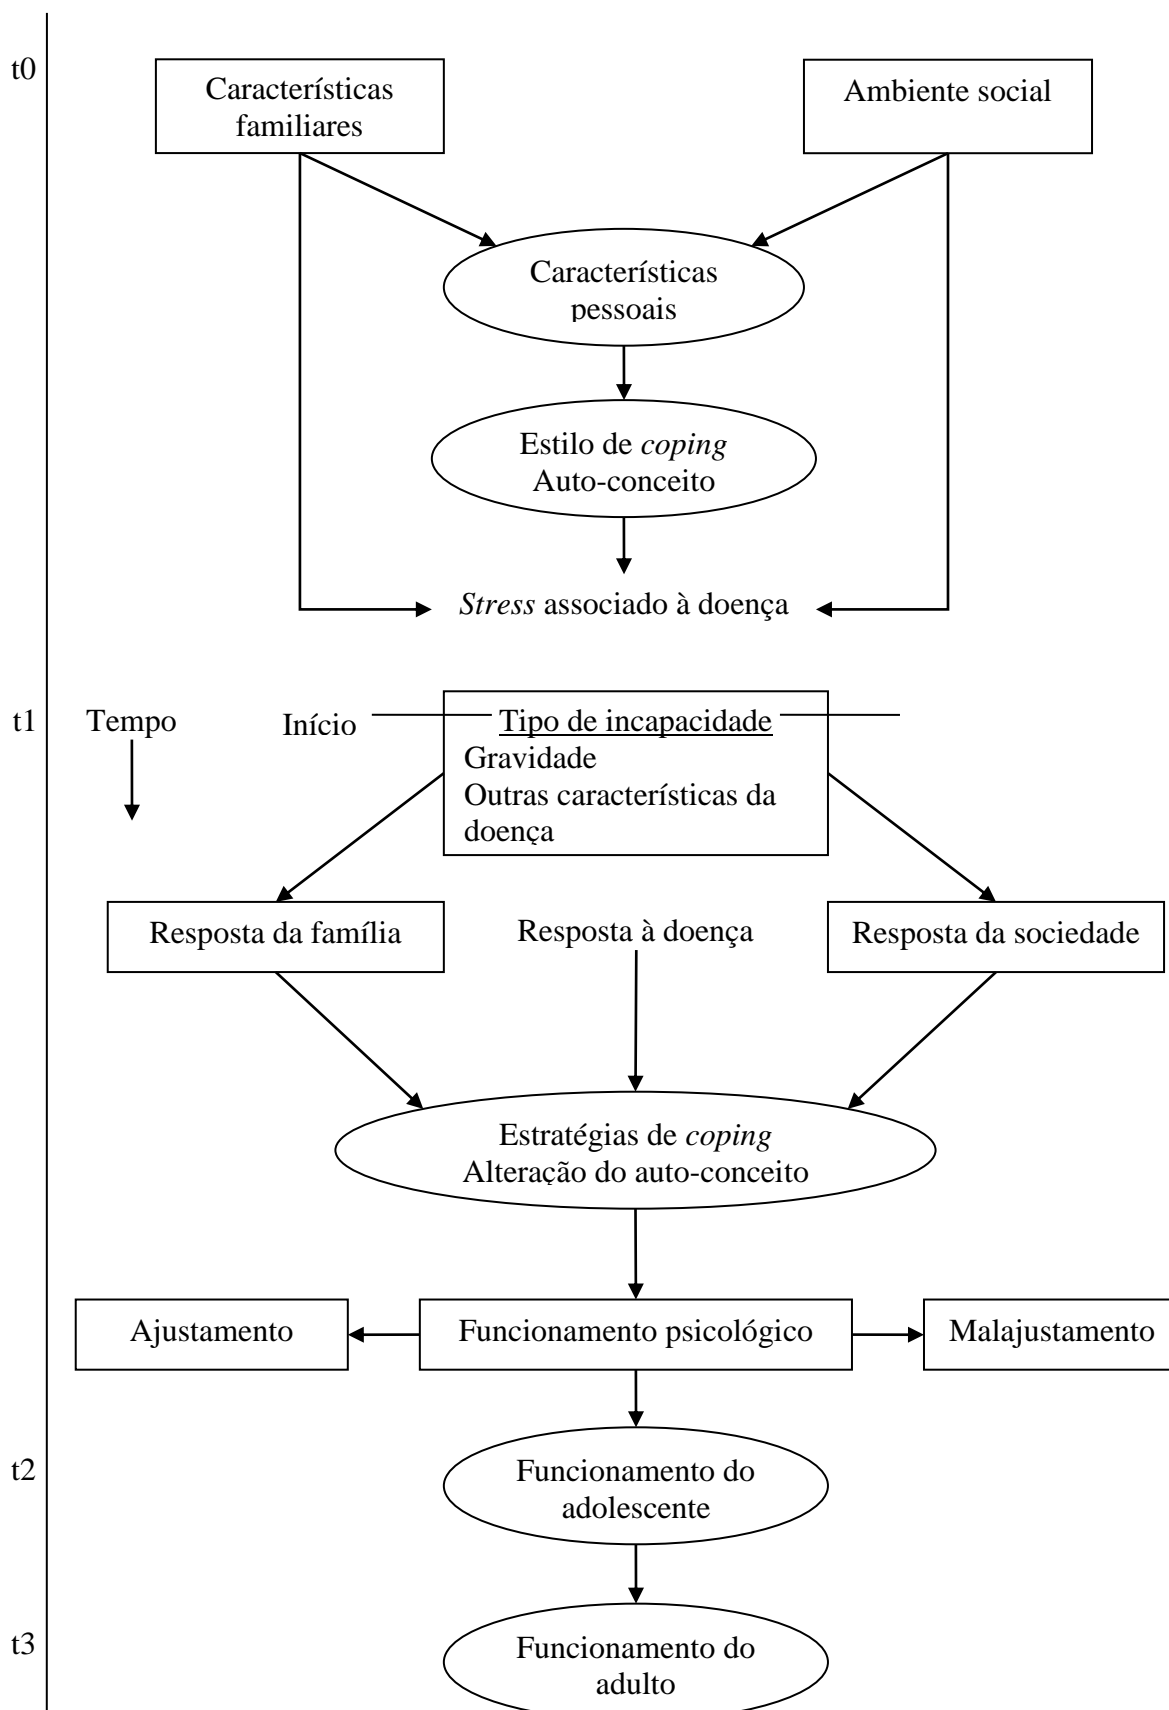 t0
Características
familiares
Ambiente social
Características
pessoais
Estilo de coping
Auto-conceito
Stress associado à doença
t1
Tempo
Início
Tipo de incapacidade
Gravidade
Outras características da
doença
Resposta da família
Resposta à doença
Resposta da sociedade
Estratégias de coping
Alteração do auto-conceito
Ajustamento
Funcionamento psicológico
Malajustamento
t2
Funcionamento do
adolescente
t3
Funcionamento do
adulto